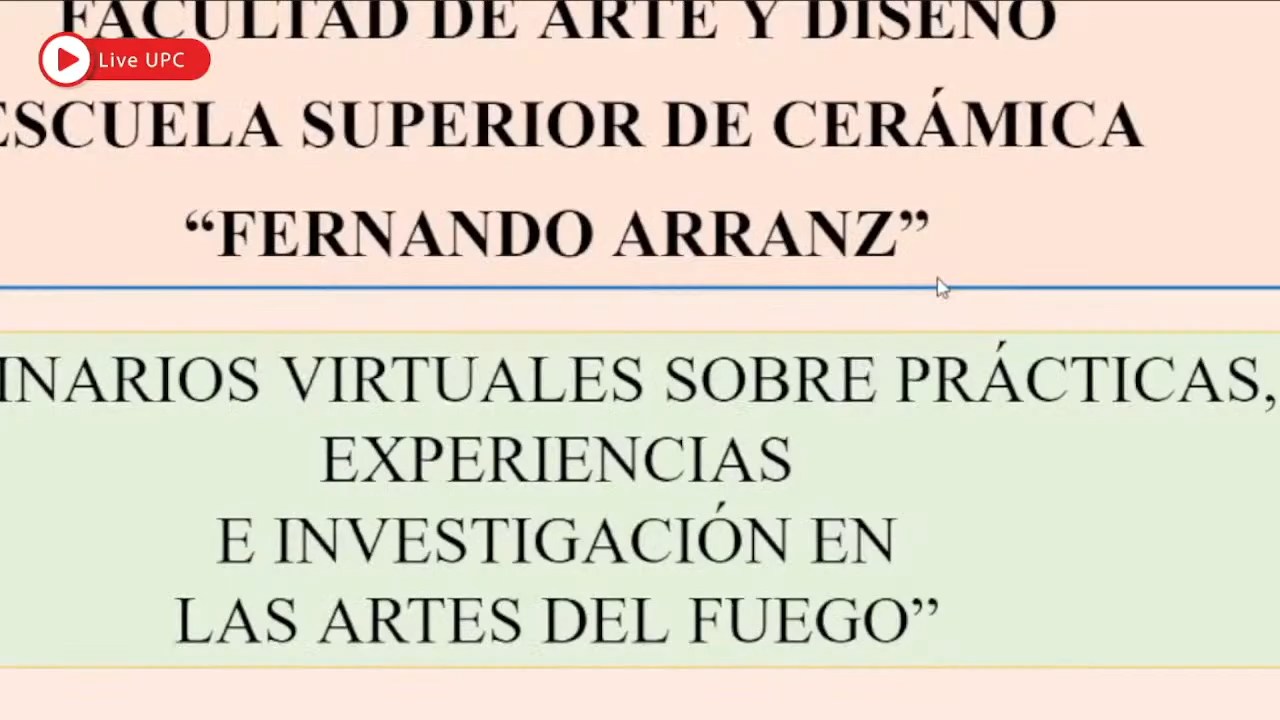 FACULTAD DE ARTE Y DISEÑO
Live UPC
ESCUELA SUPERIOR DE CERÁMICA
“FERNANDO ARRANZ”
INARIOS VIRTUALES SOBRE PRÁCTICAS,
EXPERIENCIAS
E INVESTIGACIÓN EN
LAS ARTES DEL FUEGO”